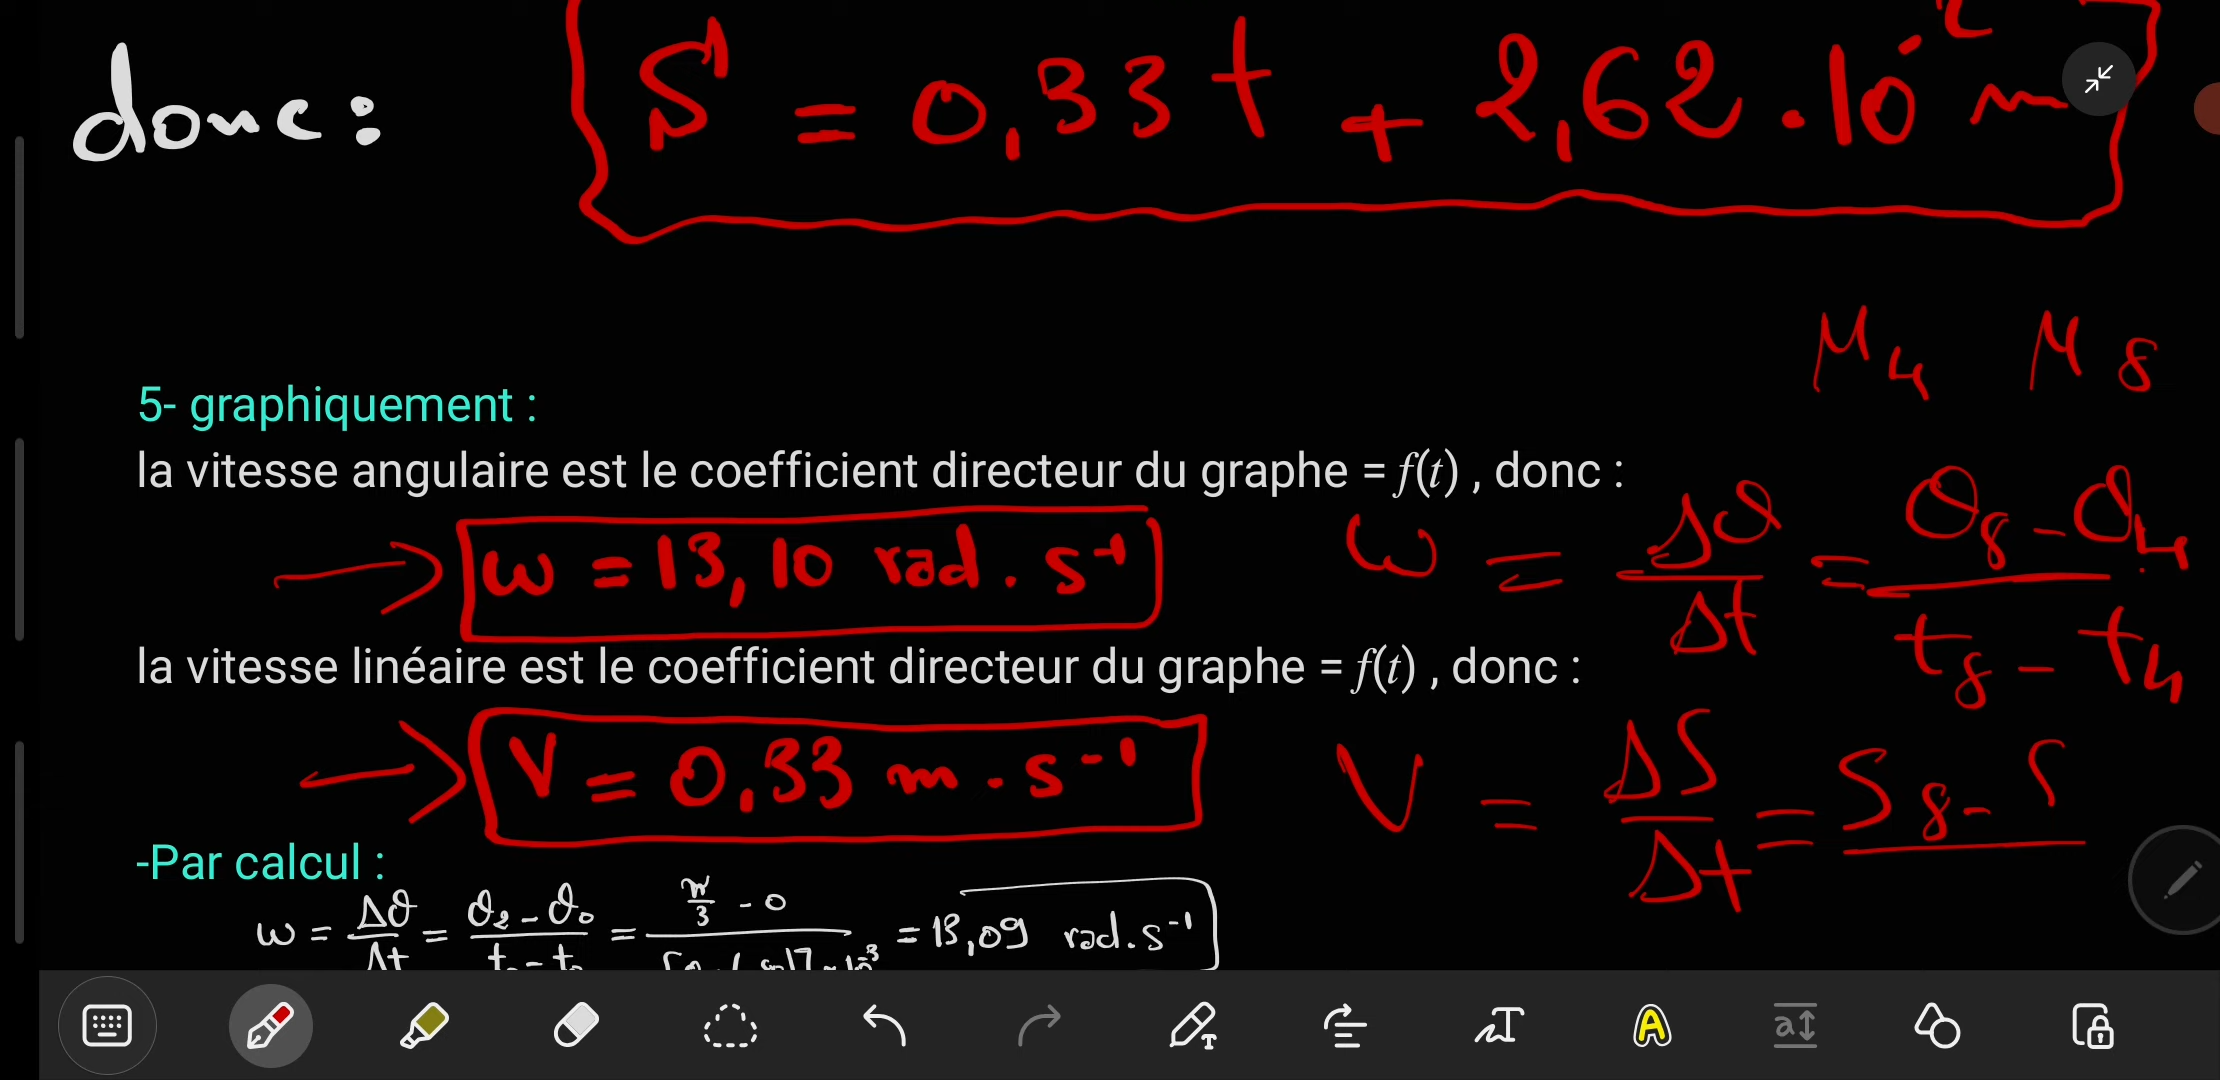 donc : S = 0,33 t + 2,62 . 10⁻² m
M₄ M₈
5- graphiquement :
la vitesse angulaire est le coefficient directeur du graphe = f(t) , donc :
ω = 13,10 rad . s⁻¹
ω = Δθ/Δt = θ₈ - θ₄ / t₈ - t₄
la vitesse linéaire est le coefficient directeur du graphe = f(t) , donc :
V = 0,33 m . s⁻¹
V = ΔS/Δt = S₈ - S
-Par calcul :
ω = Δθ/Δt = θ₂ - θ₀ = π/3 - 0 = 13,09 rad.s⁻¹